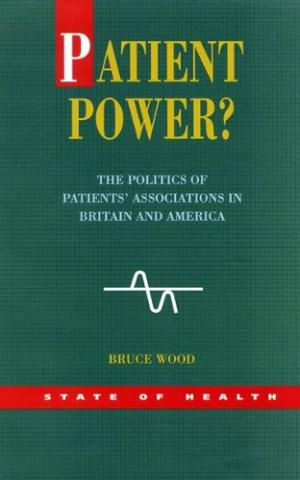 PATIENT
POWER?
THE POLITICS OF
PATIENTS' ASSOCIATIONS IN
BRITAIN AND AMERICA
BRUCE WOOD
STATE OF HEALTH